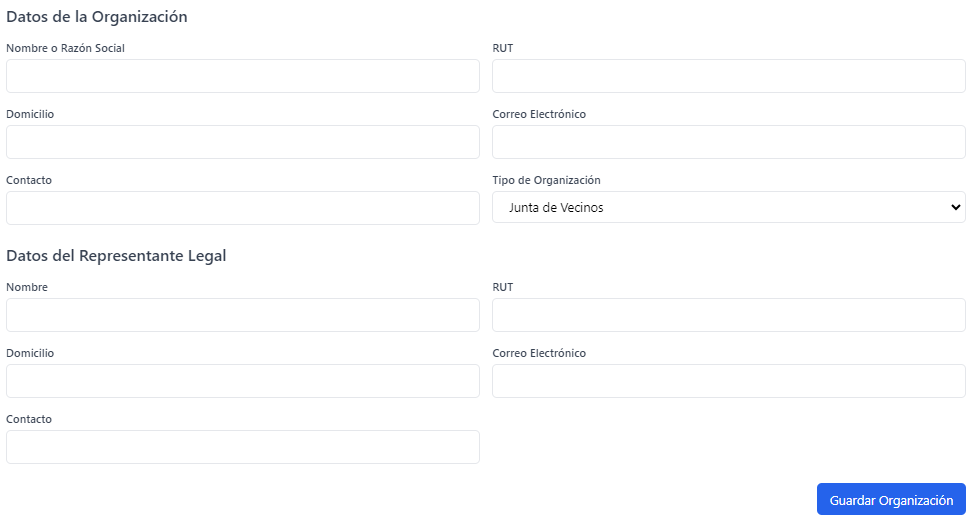 Datos de la Organización
Nombre o Razón Social
RUT
Domicilio
Correo Electrónico
Contacto
Tipo de Organización
Junta de Vecinos
Datos del Representante Legal
Nombre
RUT
Domicilio
Correo Electrónico
Contacto
Guardar Organización